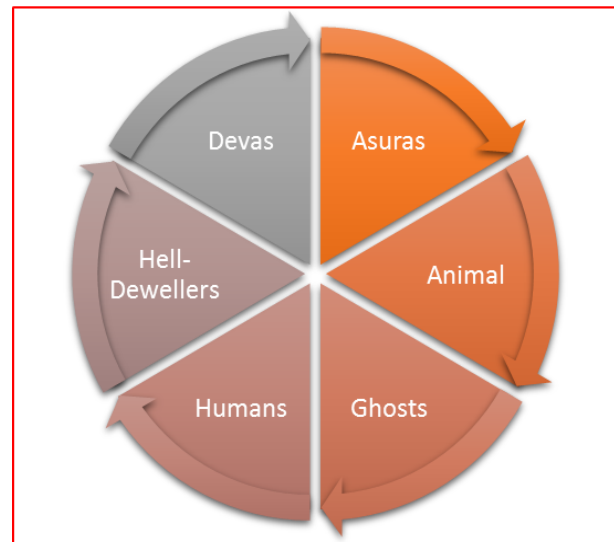 Devas
Asuras
Hell-
Dewellers
Animal
Humans
Ghosts